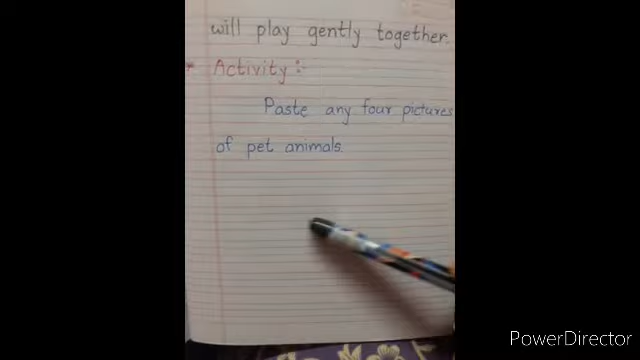 will play gently together.
* Activity :-
Paste any four pictures
of pet animals.
PowerDirector